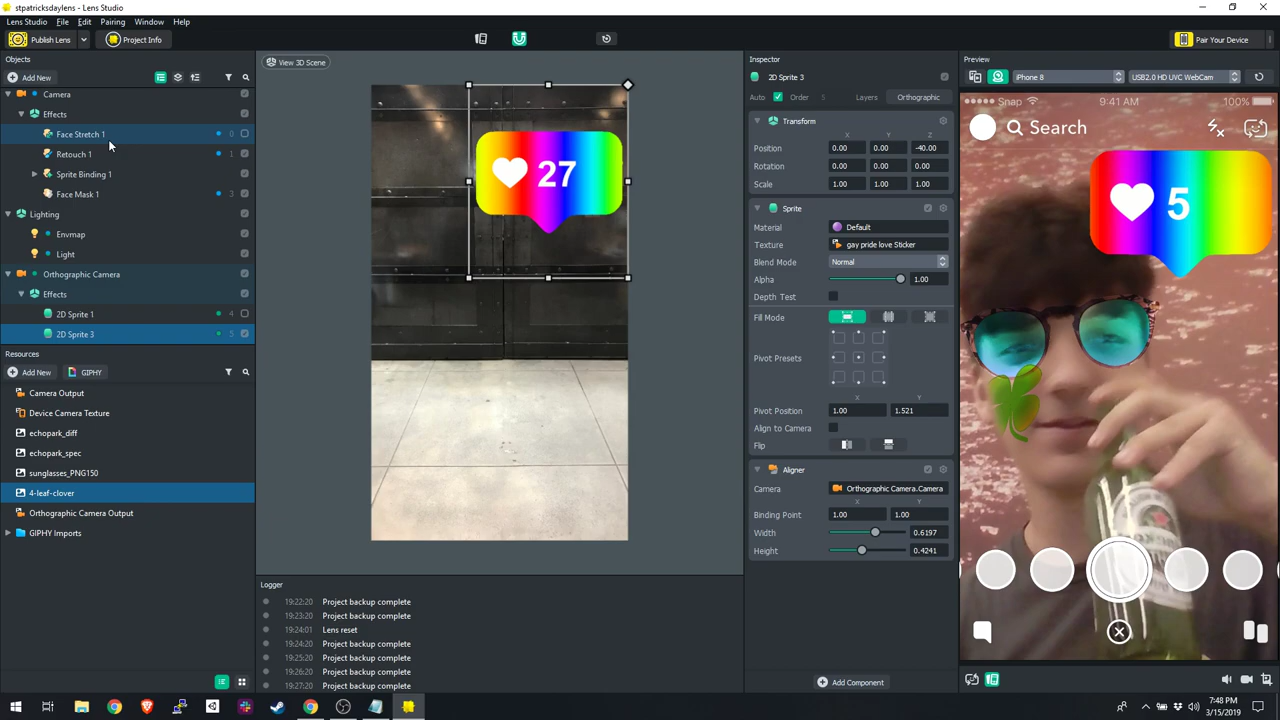 stpatricksdaylens - Lens Studio
Lens Studio File Edit Pairing Window Help
Publish Lens Project Info Pair Your Device
Objects
Add New
Camera
Effects
Face Stretch 1 0
Retouch 1 1
Sprite Binding 1
Face Mask 1 3
Lighting
Envmap
Light
Orthographic Camera
Effects
2D Sprite 1 4
2D Sprite 3 5
Resources
Add New GIPHY
Camera Output
Device Camera Texture
echopark_diff
echopark_spec
sunglasses_PNG150
4-leaf-clover
Orthographic Camera Output
GIPHY Imports
View 3D Scene
27
Logger
19:22:20 Project backup complete
19:23:20 Project backup complete
19:24:01 Lens reset
19:24:20 Project backup complete
19:25:20 Project backup complete
19:26:20 Project backup complete
19:27:20 Project backup complete
Inspector
2D Sprite 3
Auto Order 5 Layers Orthographic
Transform
X Y Z
Position 0.00 0.00 -40.00
Rotation 0.00 0.00 0.00
Scale 1.00 1.00 1.00
Sprite
Material Default
Texture gay pride love Sticker
Blend Mode Normal
Alpha 1.00
Depth Test
Fill Mode
Pivot Presets
X Y
Pivot Position 1.00 1.521
Align to Camera
Flip
Aligner
Camera Orthographic Camera.Camera
X Y
Binding Point 1.00 1.00
Width 0.6197
Height 0.4241
Add Component
Preview
iPhone 8 USB2.0 HD UVC WebCam
Snap 9:41 AM 100%
Search
5
7:48 PM
3/15/2019